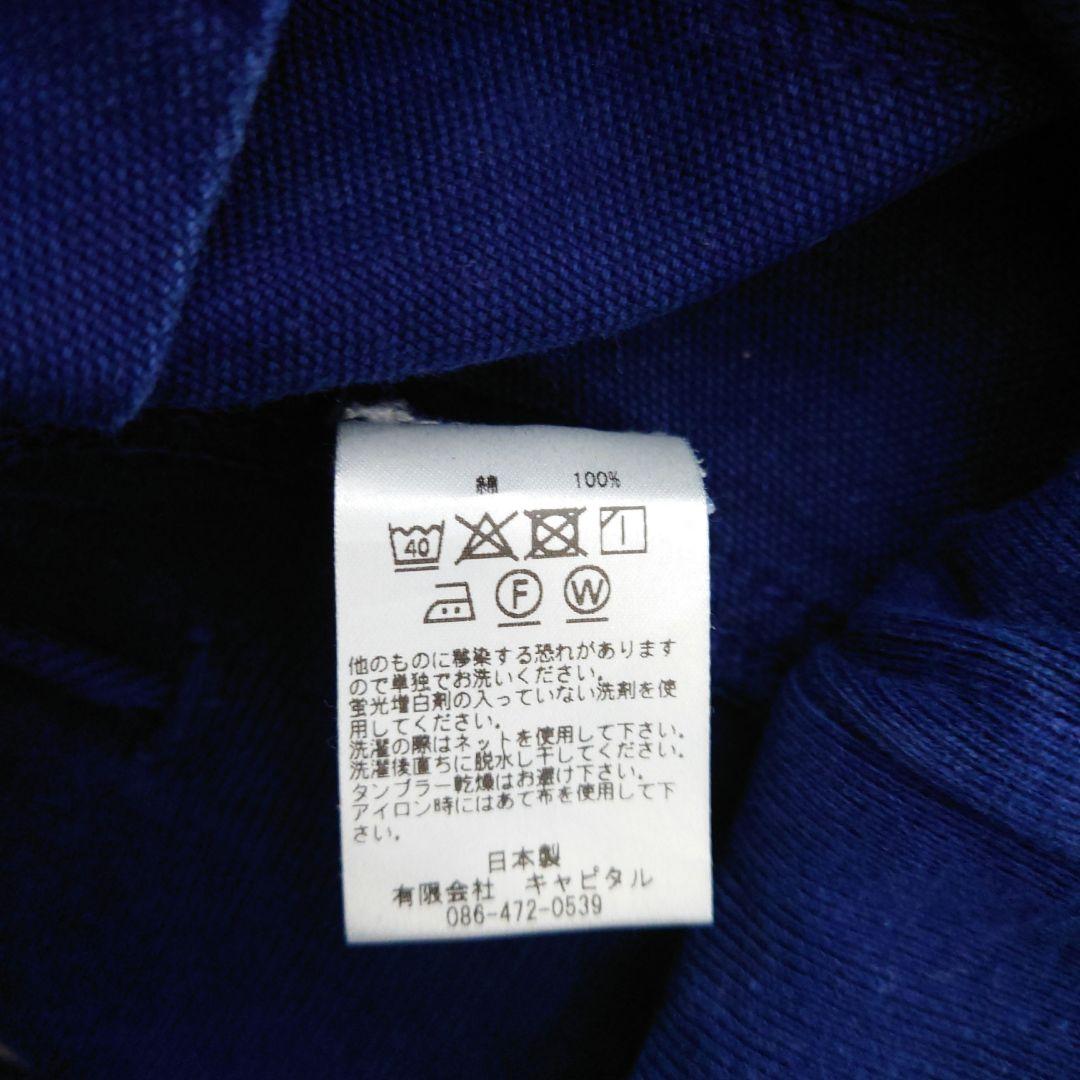 綿 100%
40
F W
他のものに移染する恐れがあります
ので単独でお洗いください。
蛍光増白剤の入っていない洗剤を使
用してください。
洗濯の際はネットを使用して下さい。
洗濯後直ちに脱水し干してください。
タンブラー乾燥はお避け下さい。
アイロン時にはあて布を使用して下
さい。
日本製
有限会社 キャピタル
086-472-0539